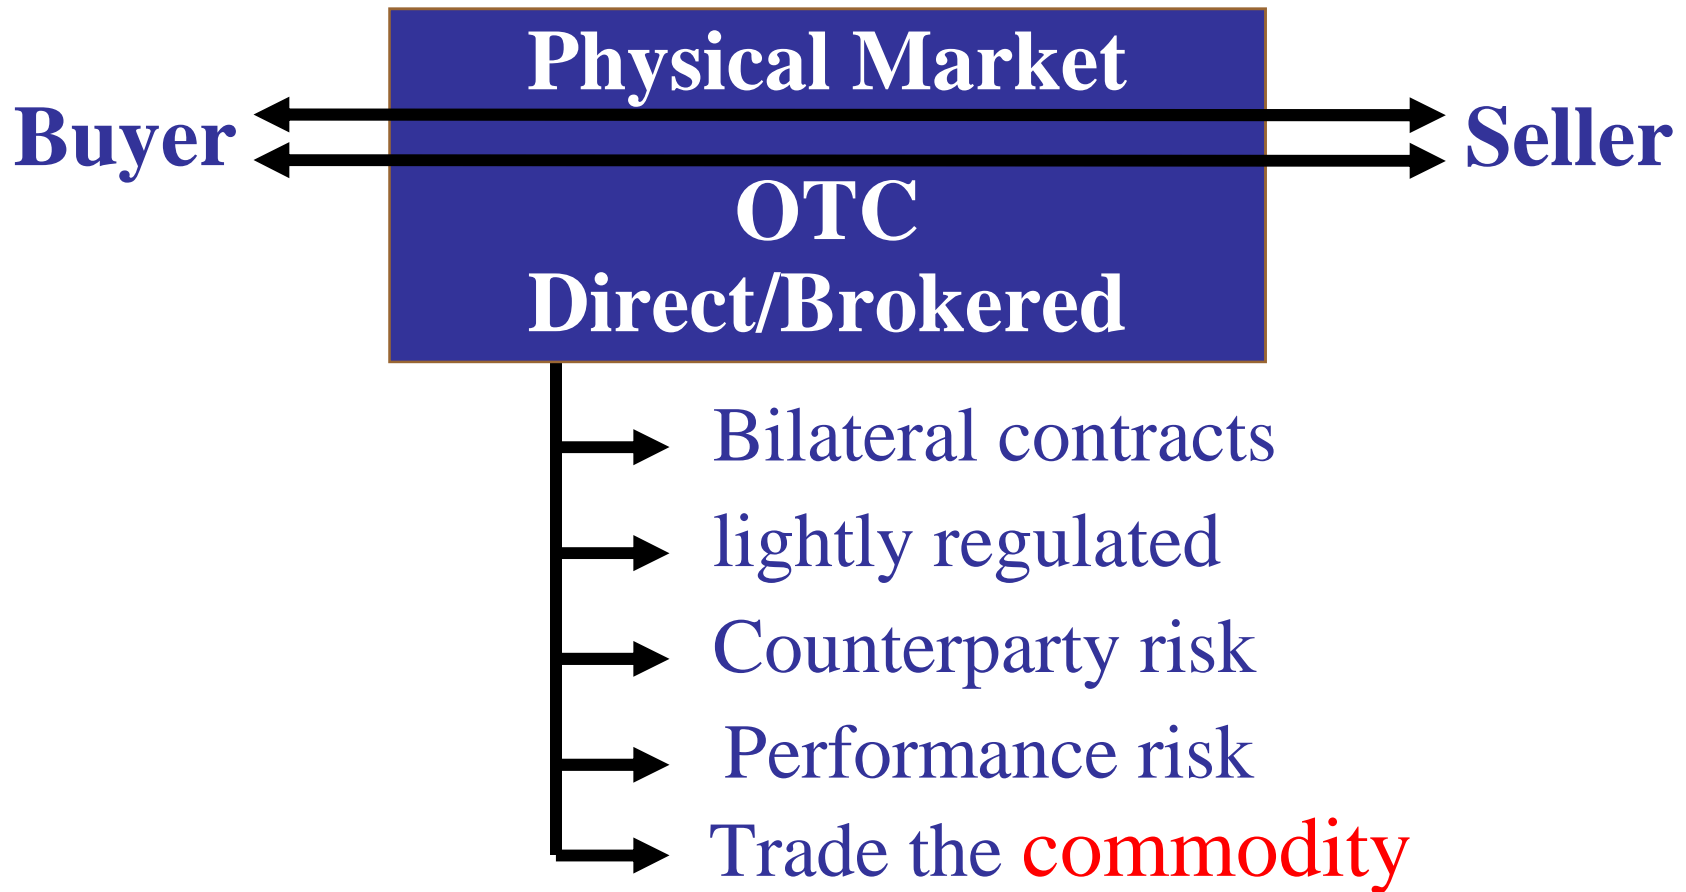 Physical Market
Buyer
Seller
OTC
Direct/Brokered
Bilateral contracts
lightly regulated
Counterparty risk
Performance risk
Trade the commodity